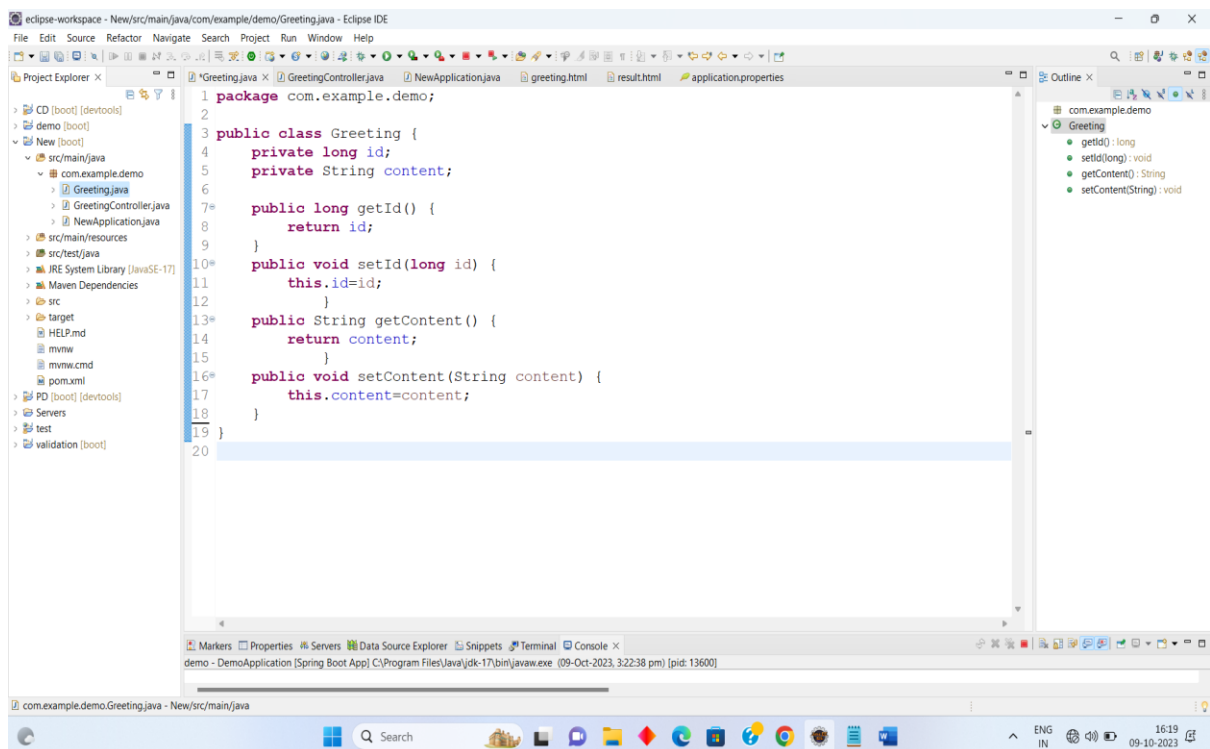 eclipse-workspace - New/src/main/java/com/example/demo/Greeting.java - Eclipse IDE
File Edit Source Refactor Navigate Search Project Run Window Help
Project Explorer
*Greeting.java GreetingController.java NewApplication.java greeting.html result.html application.properties
Outline
CD [boot] [devtools]
demo [boot]
New [boot]
src/main/java
com.example.demo
Greeting.java
GreetingController.java
NewApplication.java
src/main/resources
src/test/java
JRE System Library [JavaSE-17]
Maven Dependencies
src
target
HELP.md
mvnw
mvnw.cmd
pom.xml
PD [boot] [devtools]
Servers
test
validation [boot]
1 package com.example.demo;
2
3 public class Greeting {
4     private long id;
5     private String content;
6
7     public long getId() {
8         return id;
9     }
10     public void setId(long id) {
11         this.id=id;
12             }
13     public String getContent() {
14         return content;
15             }
16     public void setContent(String content) {
17         this.content=content;
18     }
19 }
20
com.example.demo
Greeting
getId() : long
setId(long) : void
getContent() : String
setContent(String) : void
Markers Properties Servers Data Source Explorer Snippets Terminal Console
demo - DemoApplication [Spring Boot App] C:\Program Files\Java\jdk-17\bin\javaw.exe (09-Oct-2023, 3:22:38 pm) [pid: 13600]
com.example.demo.Greeting.java - New/src/main/java
Search
ENG
IN
16:19
09-10-2023